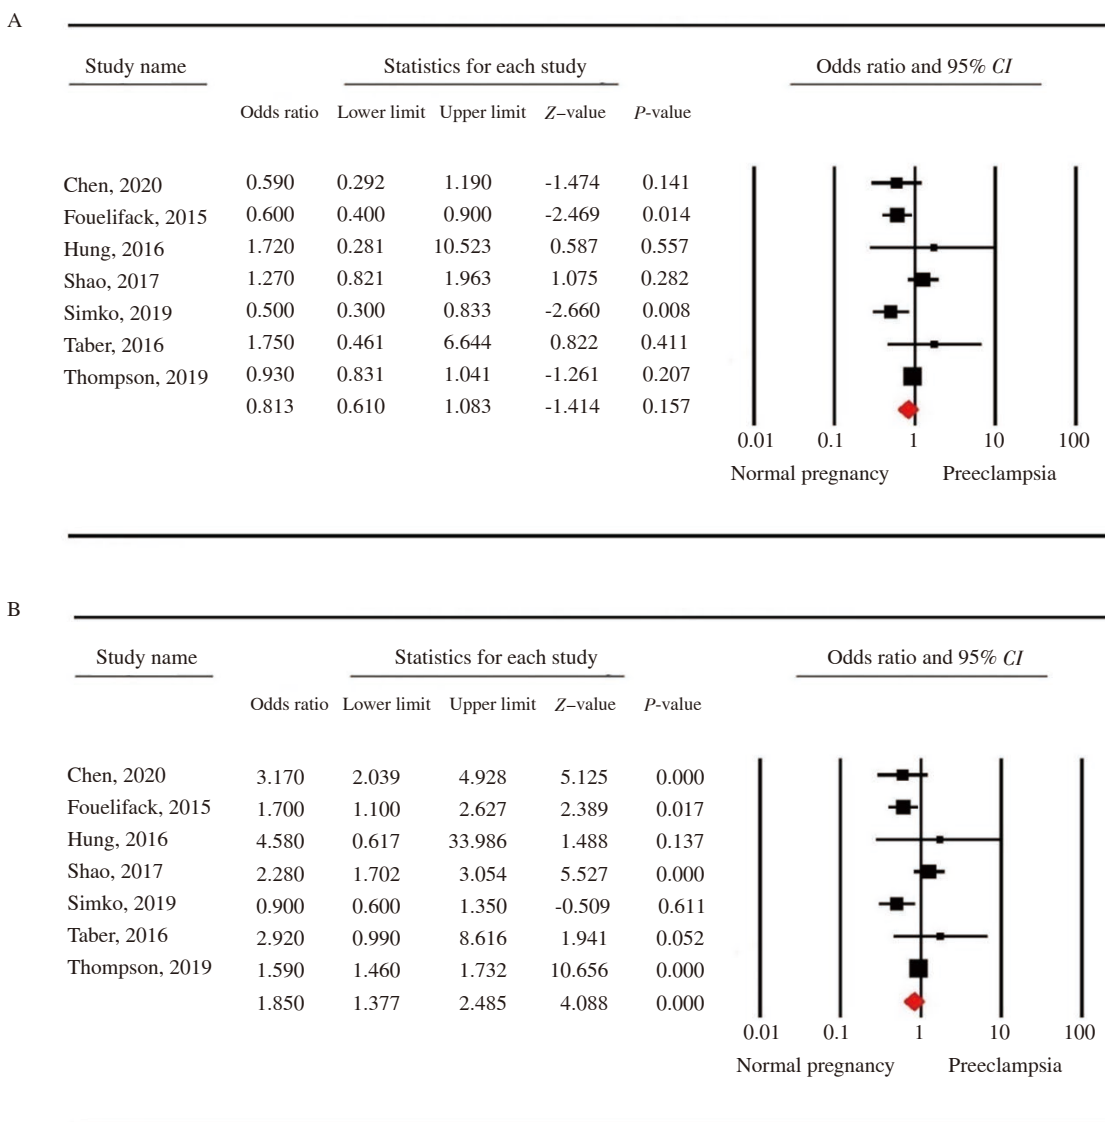 A
Study name Statistics for each study Odds ratio and 95% CI
Odds ratio Lower limit Upper limit Z–value P-value
Chen, 2020 0.590 0.292 1.190 -1.474 0.141
Fouelifack, 2015 0.600 0.400 0.900 -2.469 0.014
Hung, 2016 1.720 0.281 10.523 0.587 0.557
Shao, 2017 1.270 0.821 1.963 1.075 0.282
Simko, 2019 0.500 0.300 0.833 -2.660 0.008
Taber, 2016 1.750 0.461 6.644 0.822 0.411
Thompson, 2019 0.930 0.831 1.041 -1.261 0.207
0.813 0.610 1.083 -1.414 0.157
0.01 0.1 1 10 100
Normal pregnancy Preeclampsia
B
Study name Statistics for each study Odds ratio and 95% CI
Odds ratio Lower limit Upper limit Z–value P-value
Chen, 2020 3.170 2.039 4.928 5.125 0.000
Fouelifack, 2015 1.700 1.100 2.627 2.389 0.017
Hung, 2016 4.580 0.617 33.986 1.488 0.137
Shao, 2017 2.280 1.702 3.054 5.527 0.000
Simko, 2019 0.900 0.600 1.350 -0.509 0.611
Taber, 2016 2.920 0.990 8.616 1.941 0.052
Thompson, 2019 1.590 1.460 1.732 10.656 0.000
1.850 1.377 2.485 4.088 0.000
0.01 0.1 1 10 100
Normal pregnancy Preeclampsia